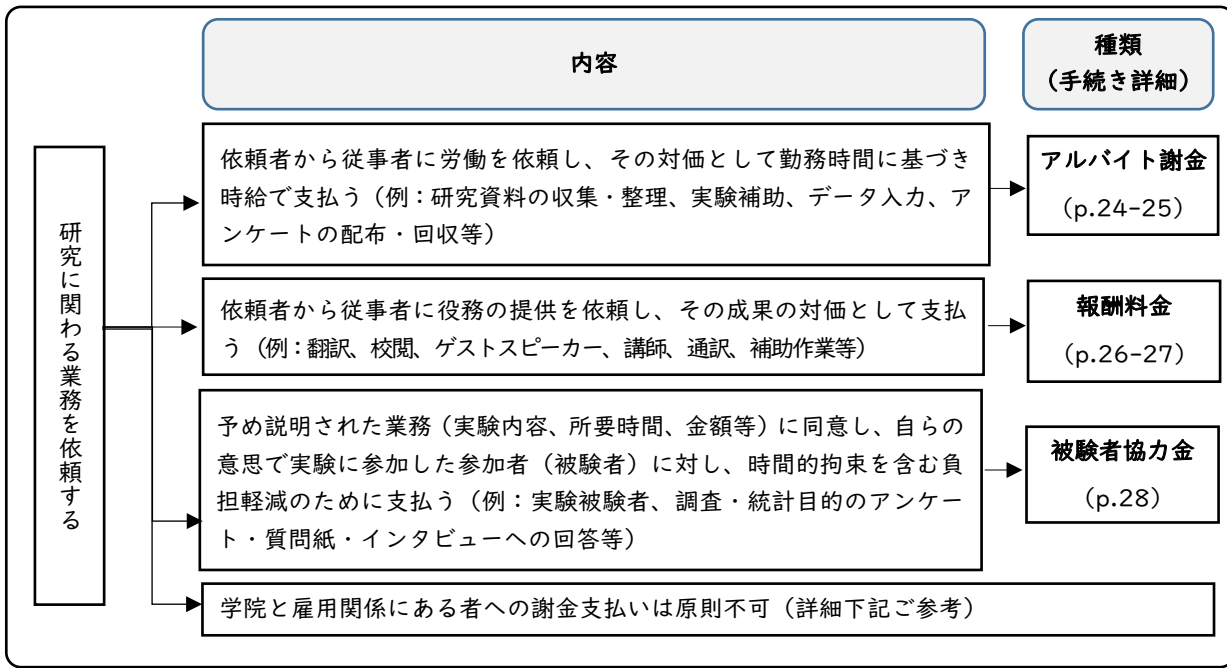 内容
種類
(手続き詳細)
研究に関わる業務を依頼する
依頼者から従事者に労働を依頼し、その対価として勤務時間に基づき
時給で支払う(例:研究資料の収集・整理、実験補助、データ入力、ア
ンケートの配布・回収等)
アルバイト謝金
(p.24-25)
依頼者から従事者に役務の提供を依頼し、その成果の対価として支払
う(例:翻訳、校閲、ゲストスピーカー、講師、通訳、補助作業等)
報酬料金
(p.26-27)
予め説明された業務(実験内容、所要時間、金額等)に同意し、自らの
意思で実験に参加した参加者(被験者)に対し、時間的拘束を含む負
担軽減のために支払う(例:実験被験者、調査・統計目的のアンケー
ト・質問紙・インタビューへの回答等)
被験者協力金
(p.28)
学院と雇用関係にある者への謝金支払いは原則不可(詳細下記ご参考)